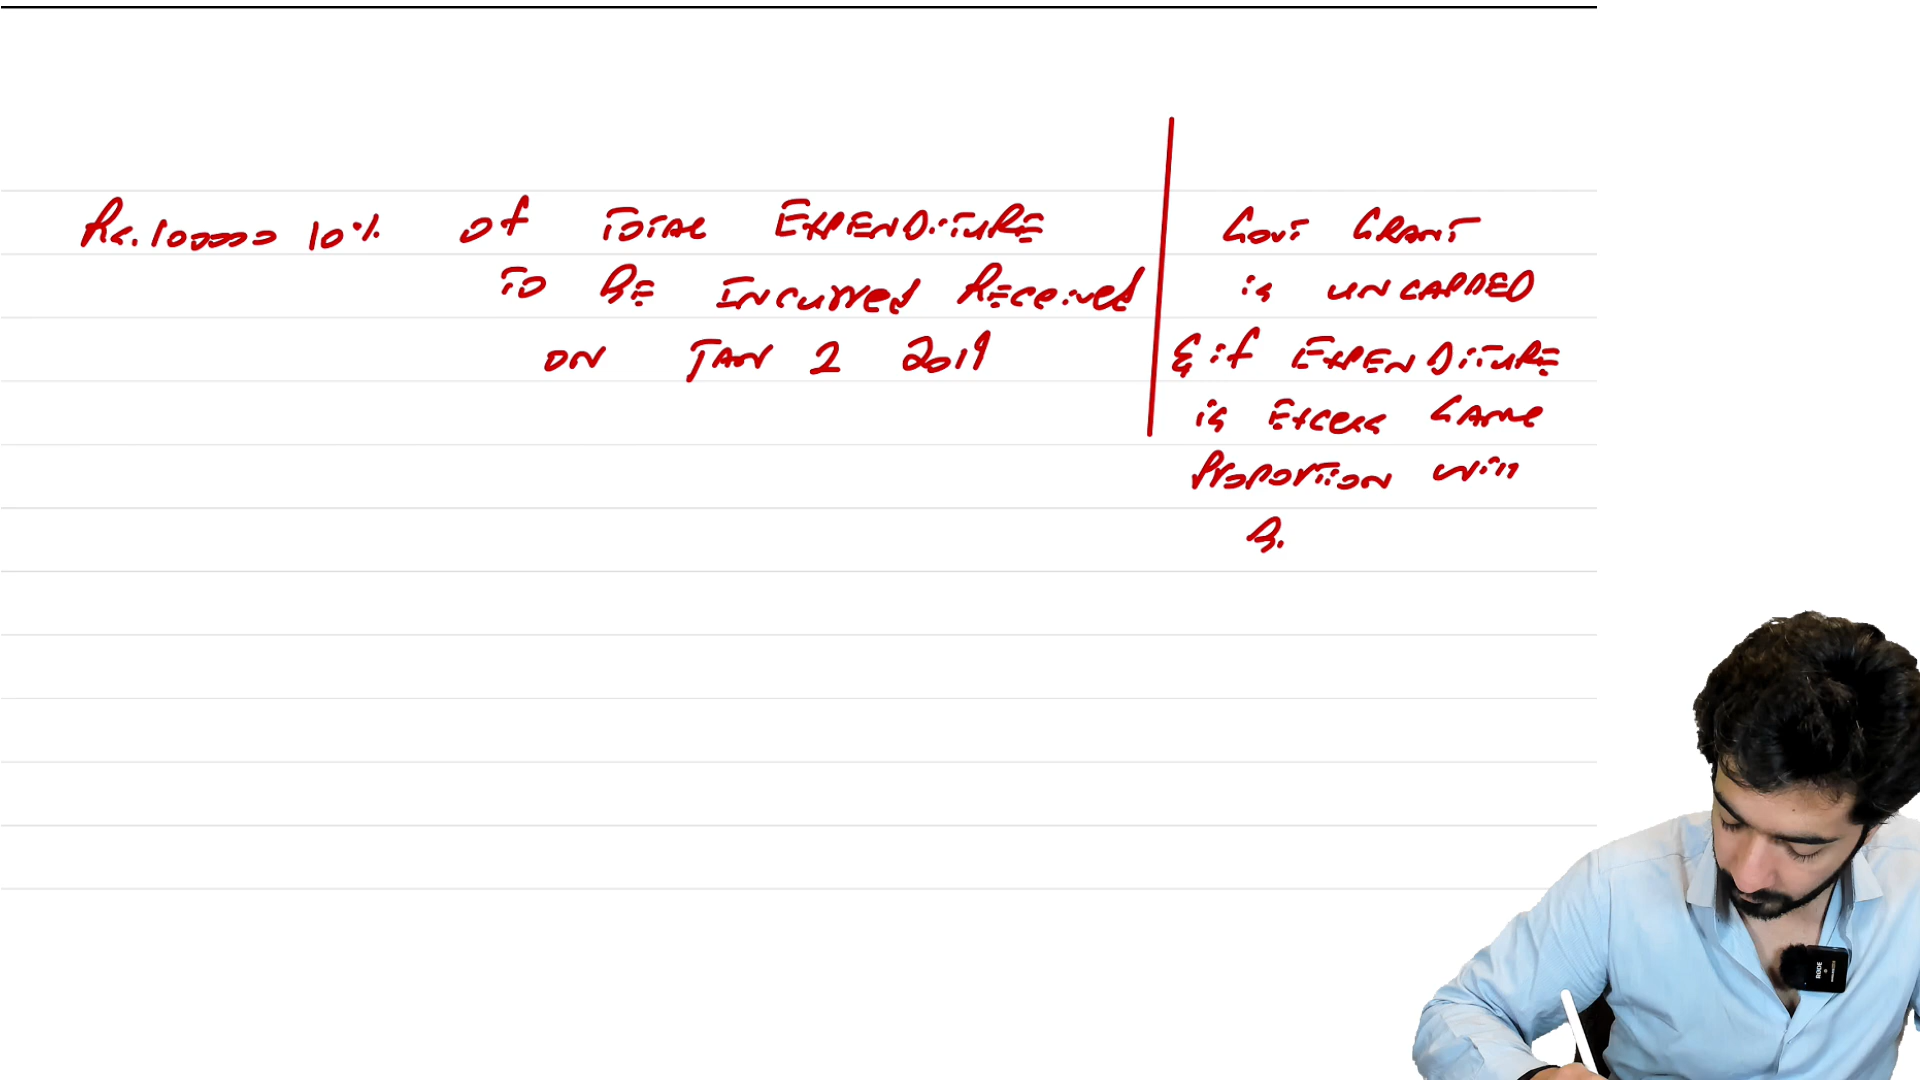 Rs. 100000 10% of TOTAL EXPENDITURE
TO BE INCURRED RECEIVED
ON JAN 2 2019
GOVT GRANT
is UNCAPPED
& if EXPENDITURE
is EXCESS SAME
PROPORTION WILL
B.
RODE